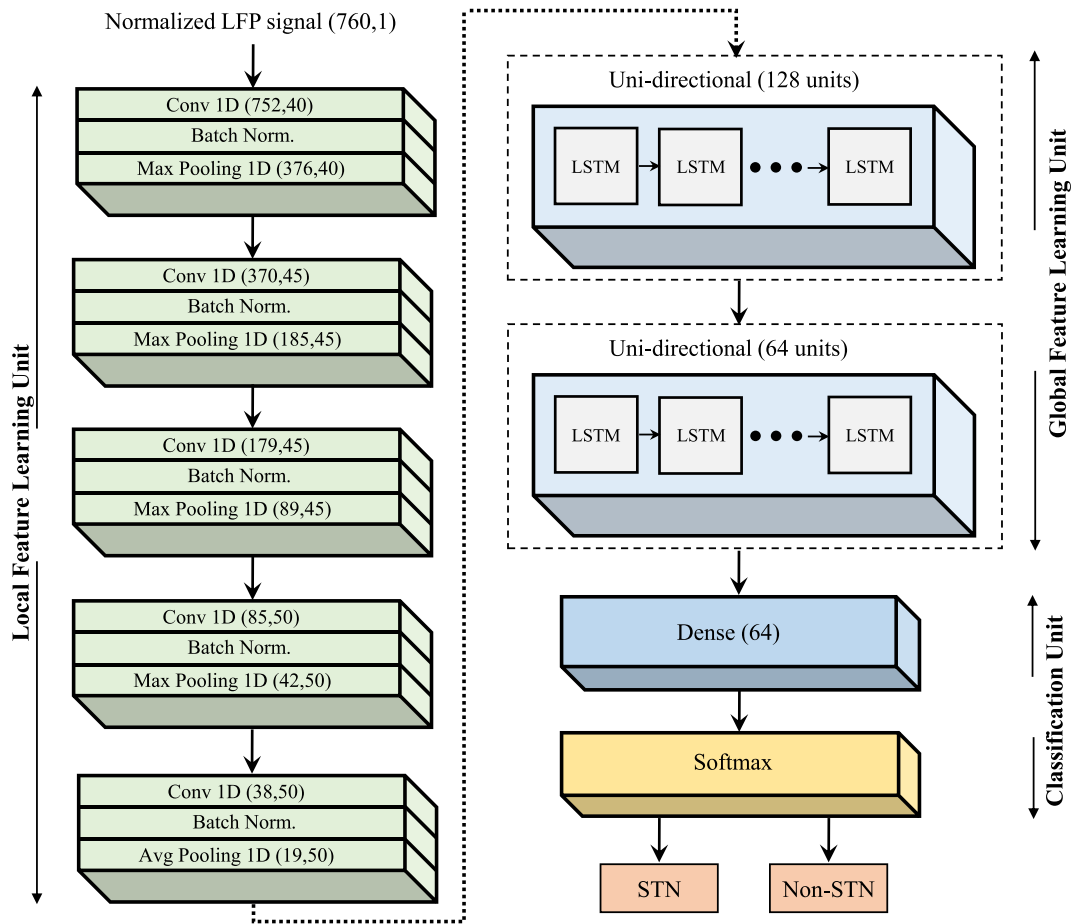 Normalized LFP signal (760,1)
Conv 1D (752,40)
Batch Norm.
Max Pooling 1D (376,40)
Conv 1D (370,45)
Batch Norm.
Max Pooling 1D (185,45)
Conv 1D (179,45)
Batch Norm.
Max Pooling 1D (89,45)
Conv 1D (85,50)
Batch Norm.
Max Pooling 1D (42,50)
Conv 1D (38,50)
Batch Norm.
Avg Pooling 1D (19,50)
Local Feature Learning Unit
Uni-directional (128 units)
LSTM LSTM LSTM
Uni-directional (64 units)
LSTM LSTM LSTM
Global Feature Learning Unit
Dense (64)
Softmax
Classification Unit
STN Non-STN